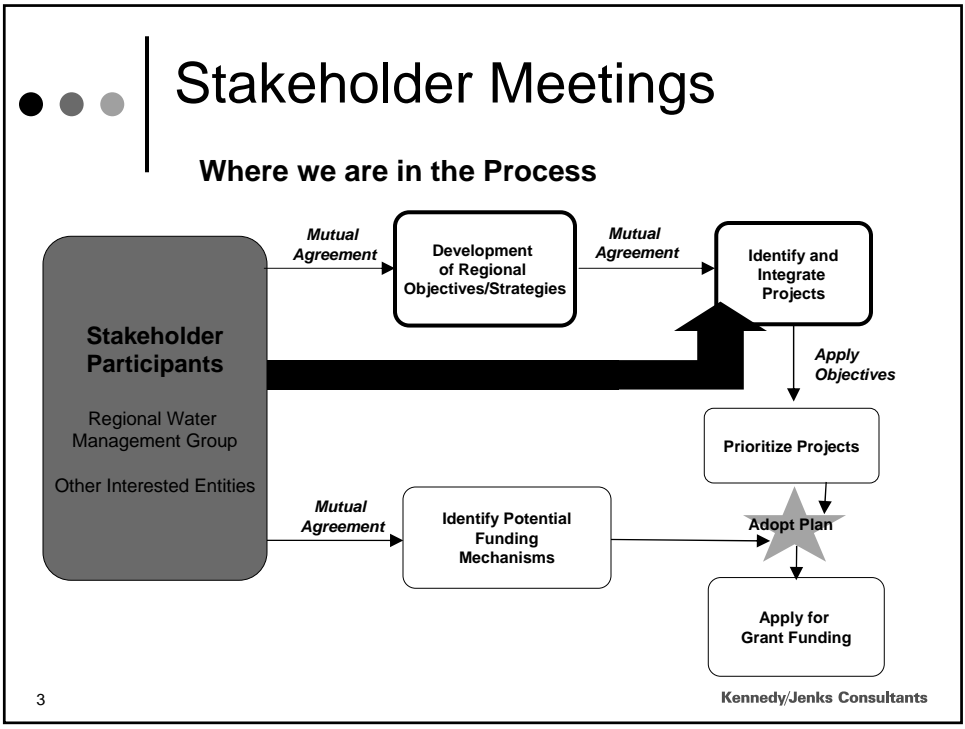 Stakeholder Meetings
Where we are in the Process
Stakeholder
Participants
Regional Water
Management Group
Other Interested Entities
Mutual
Agreement
Development
of Regional
Objectives/Strategies
Mutual
Agreement
Identify and
Integrate
Projects
Apply
Objectives
Prioritize Projects
Mutual
Agreement
Identify Potential
Funding
Mechanisms
Adopt Plan
Apply for
Grant Funding
3
Kennedy/Jenks Consultants